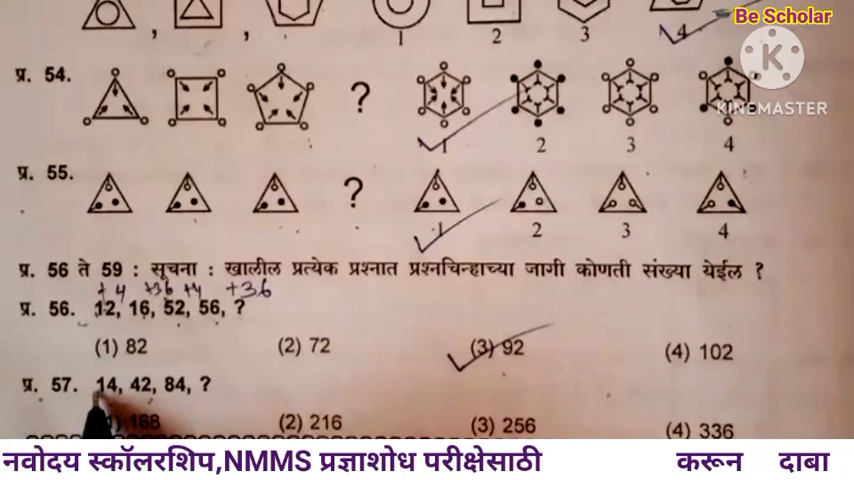 Be Scholar
1 2 3 4
KINEMASTER
प्र. 54. ?
1 2 3 4
प्र. 55. ?
1 2 3 4
प्र. 56 ते 59 : सूचना : खालील प्रत्येक प्रश्नात प्रश्नचिन्हाच्या जागी कोणती संख्या येईल ?
+4 +36 +4 +36
प्र. 56. 12, 16, 52, 56, ?
(1) 82 (2) 72 (3) 92 (4) 102
प्र. 57. 14, 42, 84, ?
(1) 168 (2) 216 (3) 256 (4) 336
नवोदय स्कॉलरशिप,NMMS प्रज्ञाशोध परीक्षेसाठी करून दाबा